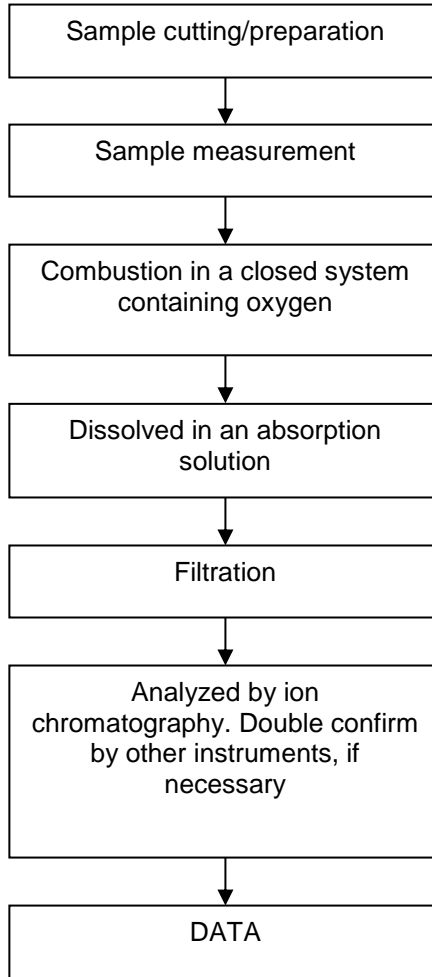 Sample cutting/preparation
Sample measurement
Combustion in a closed system
containing oxygen
Dissolved in an absorption
solution
Filtration
Analyzed by ion
chromatography. Double confirm
by other instruments, if
necessary
DATA